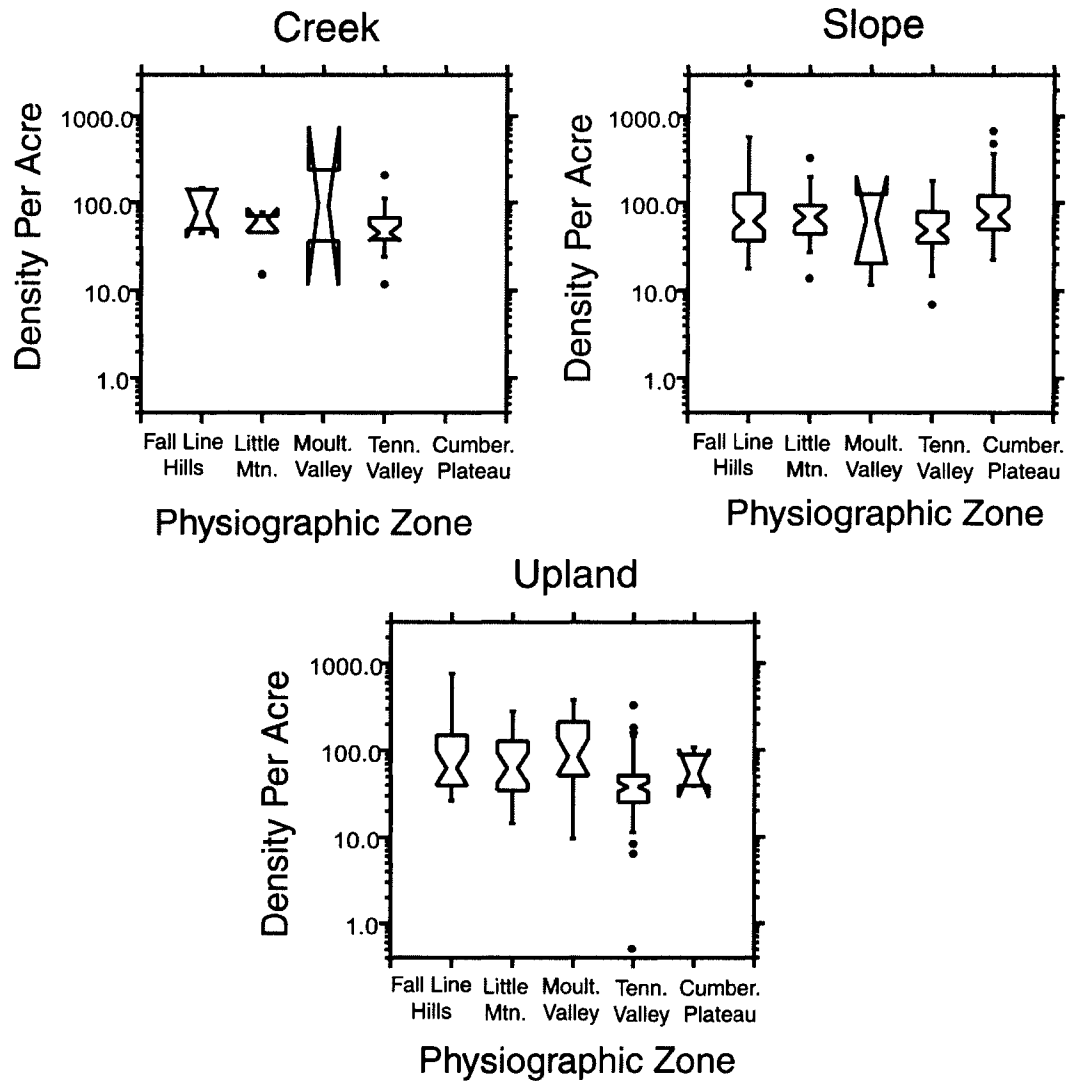 Creek
Density Per Acre
1000.0
100.0
10.0
1.0
Fall Line Little Moult. Tenn. Cumber.
Hills Mtn. Valley Valley Plateau
Physiographic Zone
Slope
Density Per Acre
1000.0
100.0
10.0
1.0
Fall Line Little Moult. Tenn. Cumber.
Hills Mtn. Valley Valley Plateau
Physiographic Zone
Upland
Density Per Acre
1000.0
100.0
10.0
1.0
Fall Line Little Moult. Tenn. Cumber.
Hills Mtn. Valley Valley Plateau
Physiographic Zone